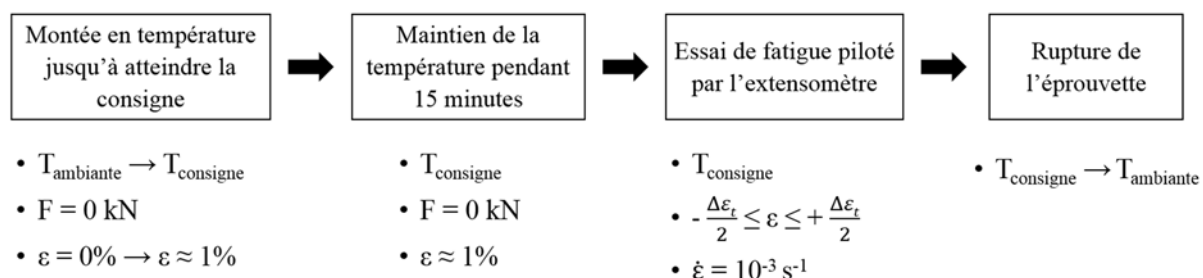 Montée en température
jusqu'à atteindre la
consigne
Maintien de la
température pendant
15 minutes
Essai de fatigue piloté
par l'extensomètre
Rupture de
l'éprouvette
• T_ambiante → T_consigne
• F = 0 kN
• ε = 0% → ε ≈ 1%
• T_consigne
• F = 0 kN
• ε ≈ 1%
• T_consigne
• - Δε_t/2 ≤ ε ≤ + Δε_t/2
• ε̇ = 10⁻³ s⁻¹
• T_consigne → T_ambiante